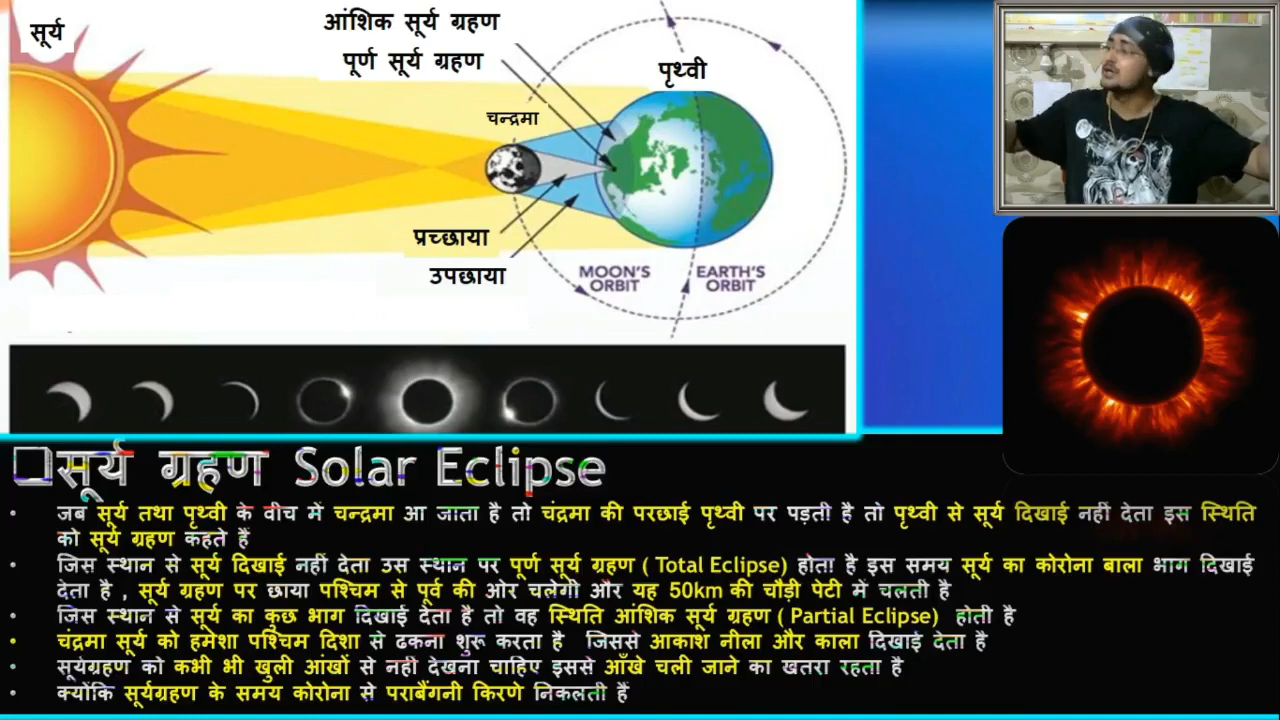 सूर्य
आंशिक सूर्य ग्रहण
पूर्ण सूर्य ग्रहण
पृथ्वी
चन्द्रमा
प्रच्छाया
उपछाया
MOON'S
ORBIT
EARTH'S
ORBIT
सूर्य ग्रहण Solar Eclipse
• जब सूर्य तथा पृथ्वी के वीच में चन्द्रमा आ जाता है तो चंद्रमा की परछाई पृथ्वी पर पड़ती है तो पृथ्वी से सूर्य दिखाई नहीं देता इस स्थिति
को सूर्य ग्रहण कहते हैं
• जिस स्थान से सूर्य दिखाई नहीं देता उस स्थान पर पूर्ण सूर्य ग्रहण ( Total Eclipse) होता है इस समय सूर्य का कोरोना बाला भाग दिखाई
देता है , सूर्य ग्रहण पर छाया पश्चिम से पूर्व की ओर चलेगी और यह 50km की चौड़ी पेटी में चलती है
• जिस स्थान से सूर्य का कुछ भाग दिखाई देता है तो वह स्थिति आंशिक सूर्य ग्रहण ( Partial Eclipse) होती है
• चंद्रमा सूर्य को हमेशा पश्चिम दिशा से ढकना शुरू करता है जिससे आकाश नीला और काला दिखाई देता है
• सूर्यग्रहण को कभी भी खुली आंखों से नहीं देखना चाहिए इससे आँखे चली जाने का खतरा रहता है
• क्योंकि सूर्यग्रहण के समय कोरोना से पराबैंगनी किरणे निकलती हैं